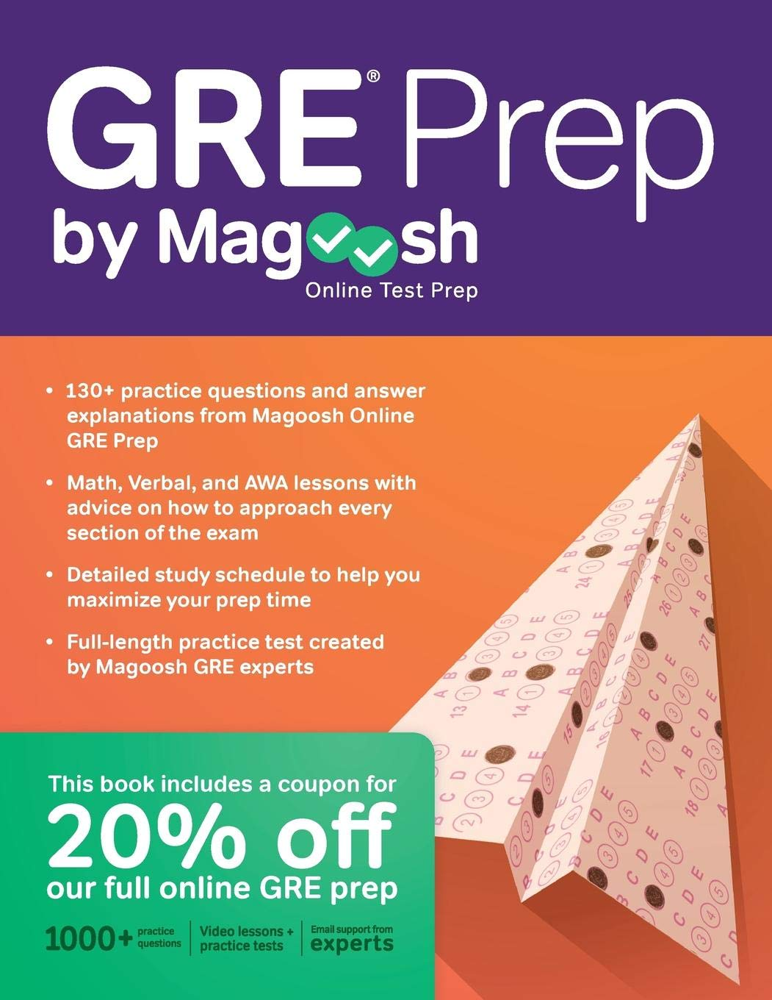 GRE® Prep
by Magoosh
Online Test Prep
• 130+ practice questions and answer
explanations from Magoosh Online
GRE Prep
• Math, Verbal, and AWA lessons with
advice on how to approach every
section of the exam
• Detailed study schedule to help you
maximize your prep time
• Full-length practice test created
by Magoosh GRE experts
This book includes a coupon for
20% off
our full online GRE prep
1000+ practice questions
Video lessons + practice tests
Email support from experts